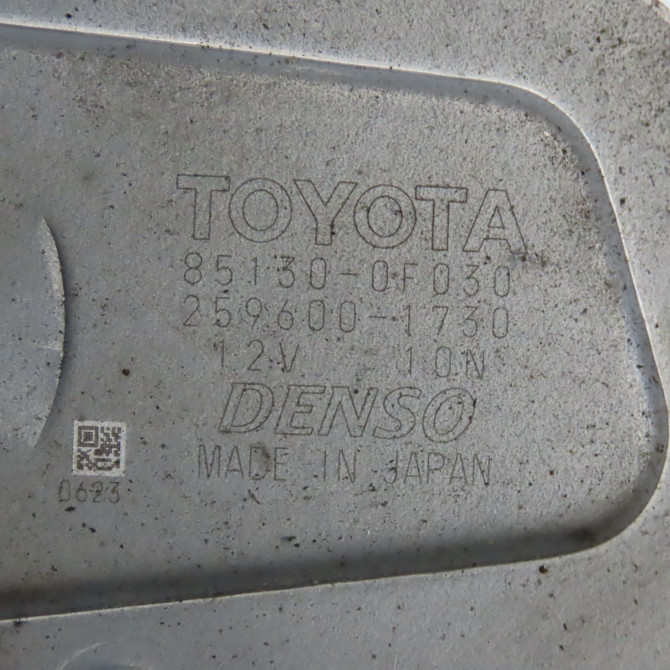 TOYOTA
85130-0F030
259600-1730
12V 10N
DENSO
MADE IN JAPAN
0623